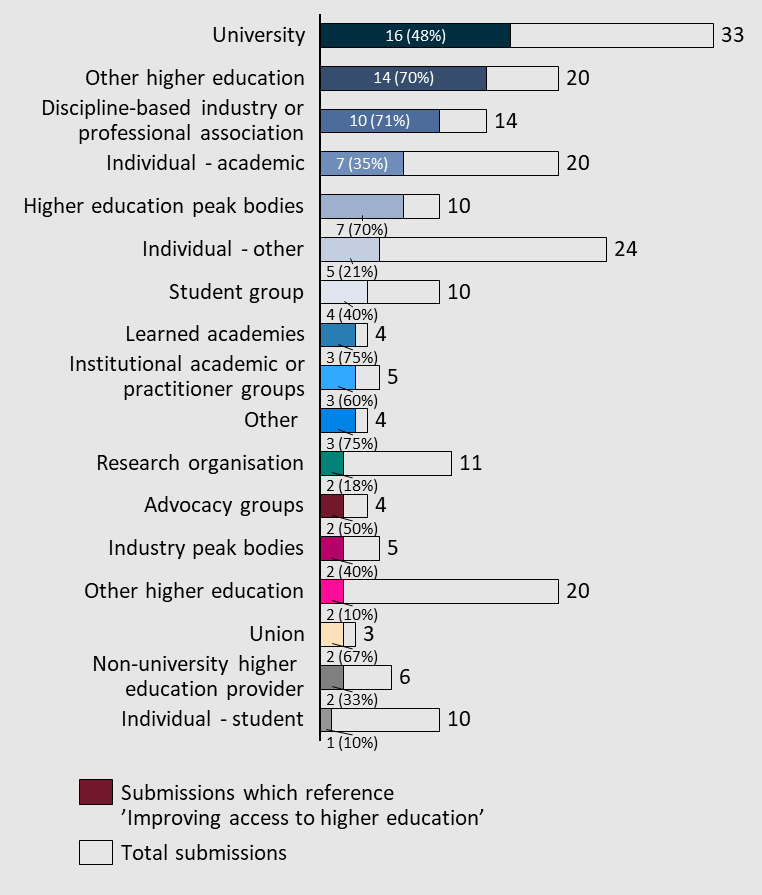 University 16 (48%) 33
Other higher education 14 (70%) 20
Discipline-based industry or
professional association 10 (71%) 14
Individual - academic 7 (35%) 20
Higher education peak bodies 10
7 (70%)
Individual - other 24
5 (21%)
Student group 10
4 (40%)
Learned academies 4
3 (75%)
Institutional academic or
practitioner groups 5
3 (60%)
Other 4
3 (75%)
Research organisation 11
2 (18%)
Advocacy groups 4
2 (50%)
Industry peak bodies 5
2 (40%)
Other higher education 20
2 (10%)
Union 3
2 (67%)
Non-university higher
education provider 6
2 (33%)
Individual - student 10
1 (10%)
Submissions which reference
’Improving access to higher education’
Total submissions